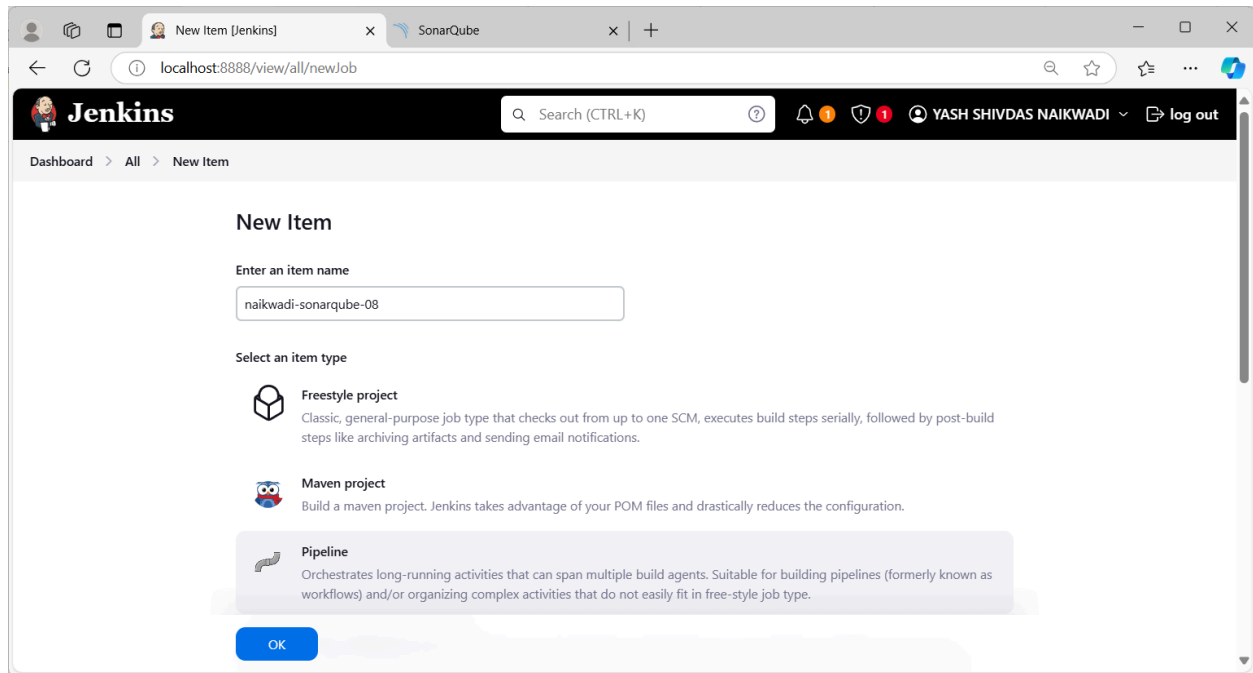 New Item [Jenkins]
SonarQube
localhost:8888/view/all/newJob
Jenkins
Search (CTRL+K)
1
1
YASH SHIVDAS NAIKWADI
log out
Dashboard > All > New Item
New Item
Enter an item name
naikwadi-sonarqube-08
Select an item type
Freestyle project
Classic, general-purpose job type that checks out from up to one SCM, executes build steps serially, followed by post-build
steps like archiving artifacts and sending email notifications.
Maven project
Build a maven project. Jenkins takes advantage of your POM files and drastically reduces the configuration.
Pipeline
Orchestrates long-running activities that can span multiple build agents. Suitable for building pipelines (formerly known as
workflows) and/or organizing complex activities that do not easily fit in free-style job type.
OK